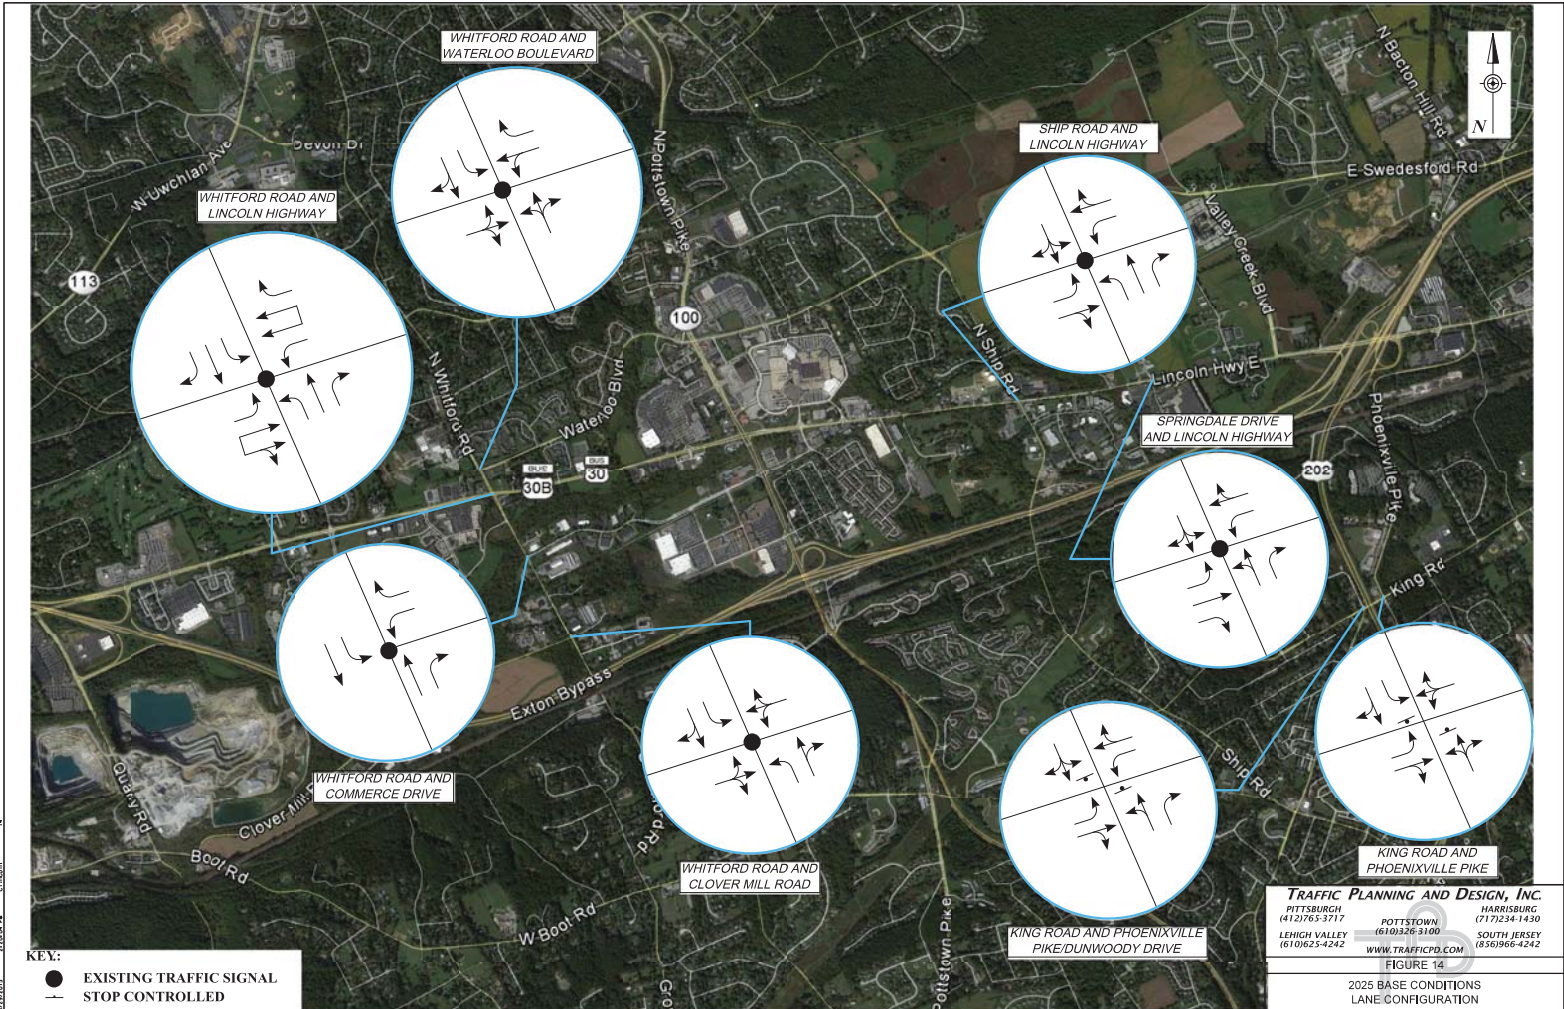 WHITFORD ROAD AND
WATERLOO BOULEVARD
N Bacton Hill Rd
N
SHIP ROAD AND
LINCOLN HIGHWAY
W Uwchlan Ave
Devon Dr
N Pottstown Pike
E Swedesford Rd
WHITFORD ROAD AND
LINCOLN HIGHWAY
Valley Creek Blvd
113
100
N Ship Rd
N Whitford Rd
Waterloo Blvd
Lincoln Hwy E
SPRINGDALE DRIVE
AND LINCOLN HIGHWAY
Phoenixville Pike
BUS
30
30B
202
King Rd
Exton Bypass
WHITFORD ROAD AND
COMMERCE DRIVE
Quarry Rd
Clover Mill
Ship Rd
Boot Rd
WHITFORD ROAD AND
CLOVER MILL ROAD
KING ROAD AND
PHOENIXVILLE PIKE
W Boot Rd
Pottstown Pike
KING ROAD AND PHOENIXVILLE
PIKE/DUNWOODY DRIVE
KEY:
EXISTING TRAFFIC SIGNAL
STOP CONTROLLED
TRAFFIC PLANNING AND DESIGN, INC.
PITTSBURGH
(412)765-3717
HARRISBURG
(717)234-1430
POTTSTOWN
(610)326-3100
LEHIGH VALLEY
(610)625-4242
SOUTH JERSEY
(856)966-4242
WWW.TRAFFICPD.COM
FIGURE 14
2025 BASE CONDITIONS
LANE CONFIGURATION